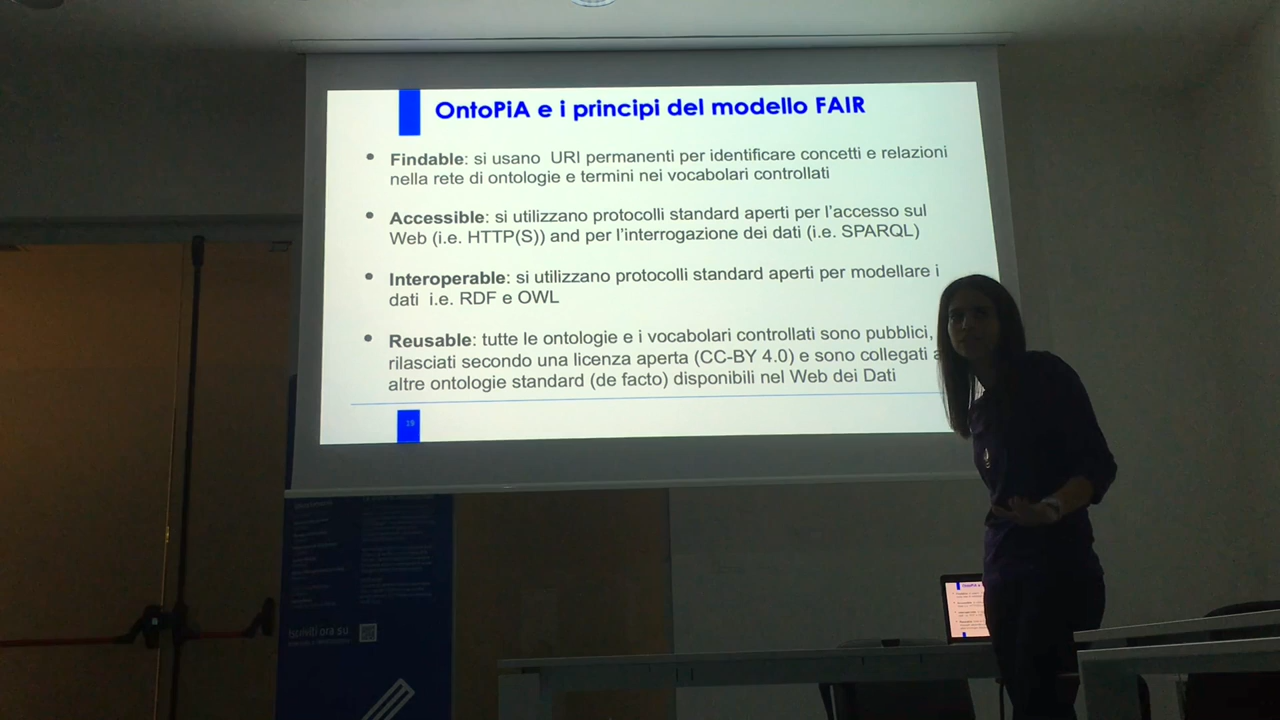 OntoPiA e i principi del modello FAIR
• Findable: si usano URI permanenti per identificare concetti e relazioni
nella rete di ontologie e termini nei vocabolari controllati
• Accessible: si utilizzano protocolli standard aperti per l'accesso sul
Web (i.e. HTTP(S)) and per l'interrogazione dei dati (i.e. SPARQL)
• Interoperable: si utilizzano protocolli standard aperti per modellare i
dati i.e. RDF e OWL
• Reusable: tutte le ontologie e i vocabolari controllati sono pubblici,
rilasciati secondo una licenza aperta (CC-BY 4.0) e sono collegati a
altre ontologie standard (de facto) disponibili nel Web dei Dati
19
Iscriviti ora su